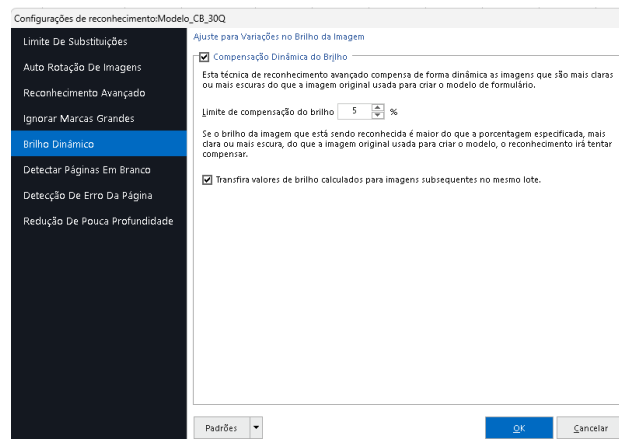 Configurações de reconhecimento:Modelo_CB_30Q
Limite De Substituições
Auto Rotação De Imagens
Reconhecimento Avançado
Ignorar Marcas Grandes
Brilho Dinâmico
Detectar Páginas Em Branco
Detecção De Erro Da Página
Redução De Pouca Profundidade
Ajuste para Variações no Brilho da Imagem
Compensação Dinâmica do Brilho
Esta técnica de reconhecimento avançado compensa de forma dinâmica as imagens que são mais claras
ou mais escuras do que a imagem original usada para criar o modelo de formulário.
Limite de compensação do brilho 5 %
Se o brilho da imagem que está sendo reconhecida é maior do que a porcentagem especificada, mais
clara ou mais escura, do que a imagem original usada para criar o modelo, o reconhecimento irá tentar
compensar.
Transfira valores de brilho calculados para imagens subsequentes no mesmo lote.
Padrões
OK
Cancelar